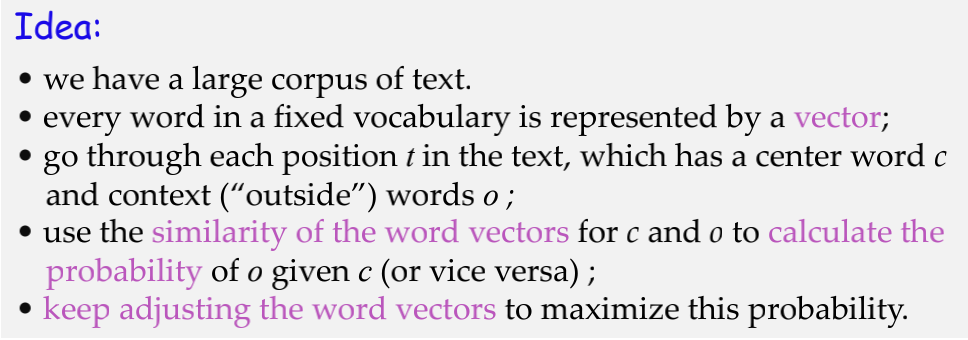 Idea:
• we have a large corpus of text.
• every word in a fixed vocabulary is represented by a vector;
• go through each position t in the text, which has a center word c
and context (“outside”) words o ;
• use the similarity of the word vectors for c and o to calculate the
probability of o given c (or vice versa) ;
• keep adjusting the word vectors to maximize this probability.